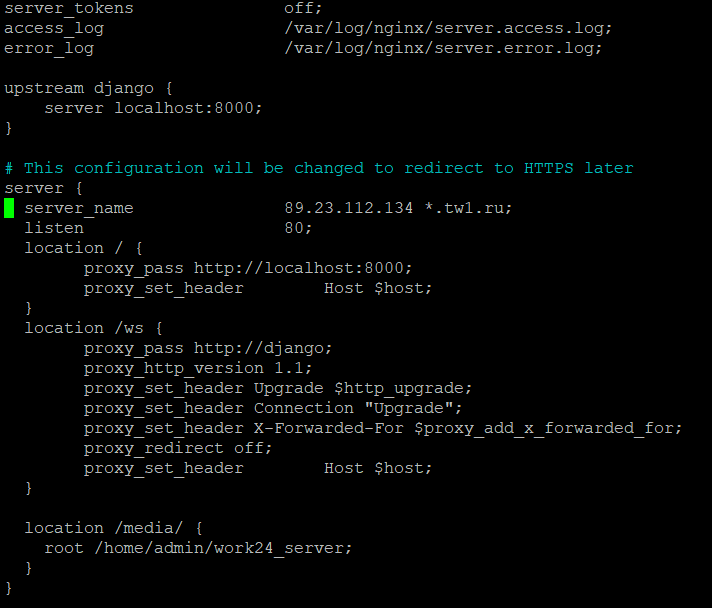 server_tokens               off;
access_log                  /var/log/nginx/server.access.log;
error_log                   /var/log/nginx/server.error.log;

upstream django {
    server localhost:8000;
}

# This configuration will be changed to redirect to HTTPS later
server {
  server_name               89.23.112.134 *.tw1.ru;
  listen                    80;
  location / {
        proxy_pass http://localhost:8000;
        proxy_set_header        Host $host;
  }
  location /ws {
        proxy_pass http://django;
        proxy_http_version 1.1;
        proxy_set_header Upgrade $http_upgrade;
        proxy_set_header Connection "Upgrade";
        proxy_set_header X-Forwarded-For $proxy_add_x_forwarded_for;
        proxy_redirect off;
        proxy_set_header        Host $host;
  }

  location /media/ {
    root /home/admin/work24_server;
  }
}